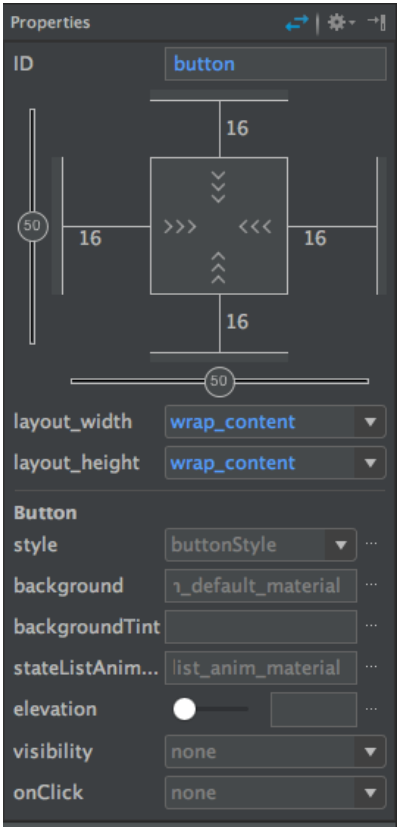 Properties
ID button
16
50 16 16
16
50
layout_width wrap_content
layout_height wrap_content
Button
style buttonStyle ...
background n_default_material ...
backgroundTint ...
stateListAnim... list_anim_material ...
elevation ...
visibility none
onClick none